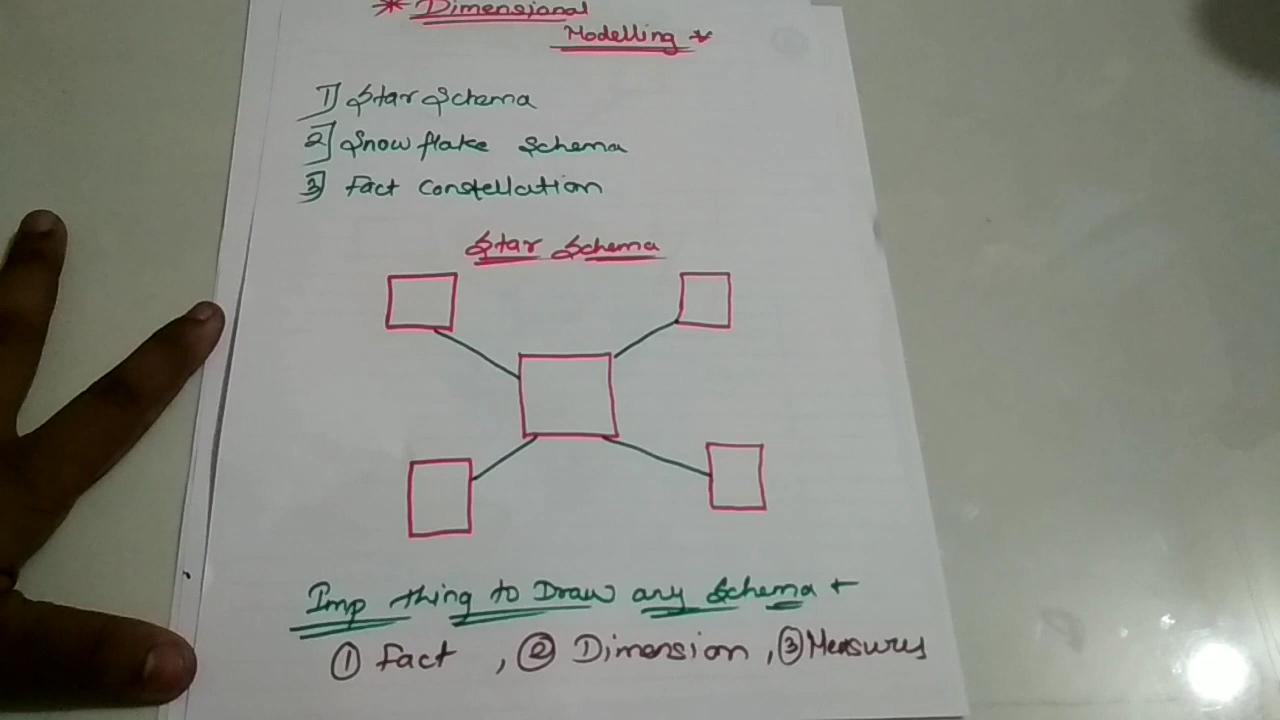 * Dimensional
Modelling *
1] Star Schema
2] Snow flake Schema
3] Fact Constellation
Star Schema
Imp thing to Draw any Schema +
① Fact , ② Dimension , ③ Measures